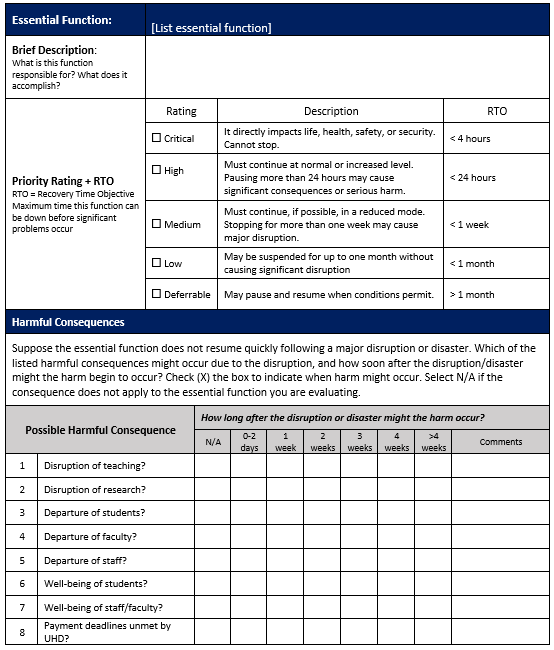 Essential Function:
[List essential function]
Brief Description:
What is this function
responsible for? What does it
accomplish?
Priority Rating + RTO
RTO = Recovery Time Objective
Maximum time this function can
be down before significant
problems occur
Rating Description RTO
☐ Critical
It directly impacts life, health, safety, or security.
Cannot stop.
< 4 hours
☐ High
Must continue at normal or increased level.
Pausing more than 24 hours may cause
significant consequences or serious harm.
< 24 hours
☐ Medium
Must continue, if possible, in a reduced mode.
Stopping for more than one week may cause
major disruption.
< 1 week
☐ Low
May be suspended for up to one month without
causing significant disruption
< 1 month
☐ Deferrable
May pause and resume when conditions permit.
> 1 month
Harmful Consequences
Suppose the essential function does not resume quickly following a major disruption or disaster. Which of the
listed harmful consequences might occur due to the disruption, and how soon after the disruption/disaster
might the harm begin to occur? Check (X) the box to indicate when harm might occur. Select N/A if the
consequence does not apply to the essential function you are evaluating.
Possible Harmful Consequence
How long after the disruption or disaster might the harm occur?
N/A
0-2
days
1
week
2
weeks
3
weeks
4
weeks
>4
weeks
Comments
1 Disruption of teaching?
2 Disruption of research?
3 Departure of students?
4 Departure of faculty?
5 Departure of staff?
6 Well-being of students?
7 Well-being of staff/faculty?
8 Payment deadlines unmet by
UHD?